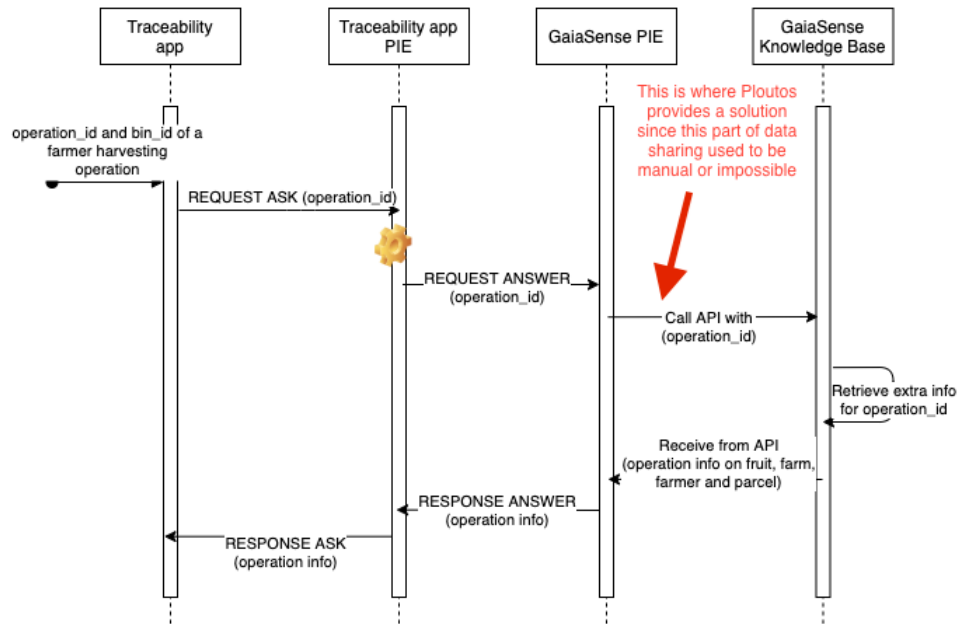 Traceability
app
Traceability app
PIE
GaiaSense PIE
GaiaSense
Knowledge Base
This is where Ploutos
provides a solution
since this part of data
sharing used to be
manual or impossible
operation_id and bin_id of a
farmer harvesting
operation
REQUEST ASK (operation_id)
REQUEST ANSWER
(operation_id)
Call API with
(operation_id)
Retrieve extra info
for operation_id
Receive from API
(operation info on fruit, farm,
farmer and parcel)
RESPONSE ANSWER
(operation info)
RESPONSE ASK
(operation info)